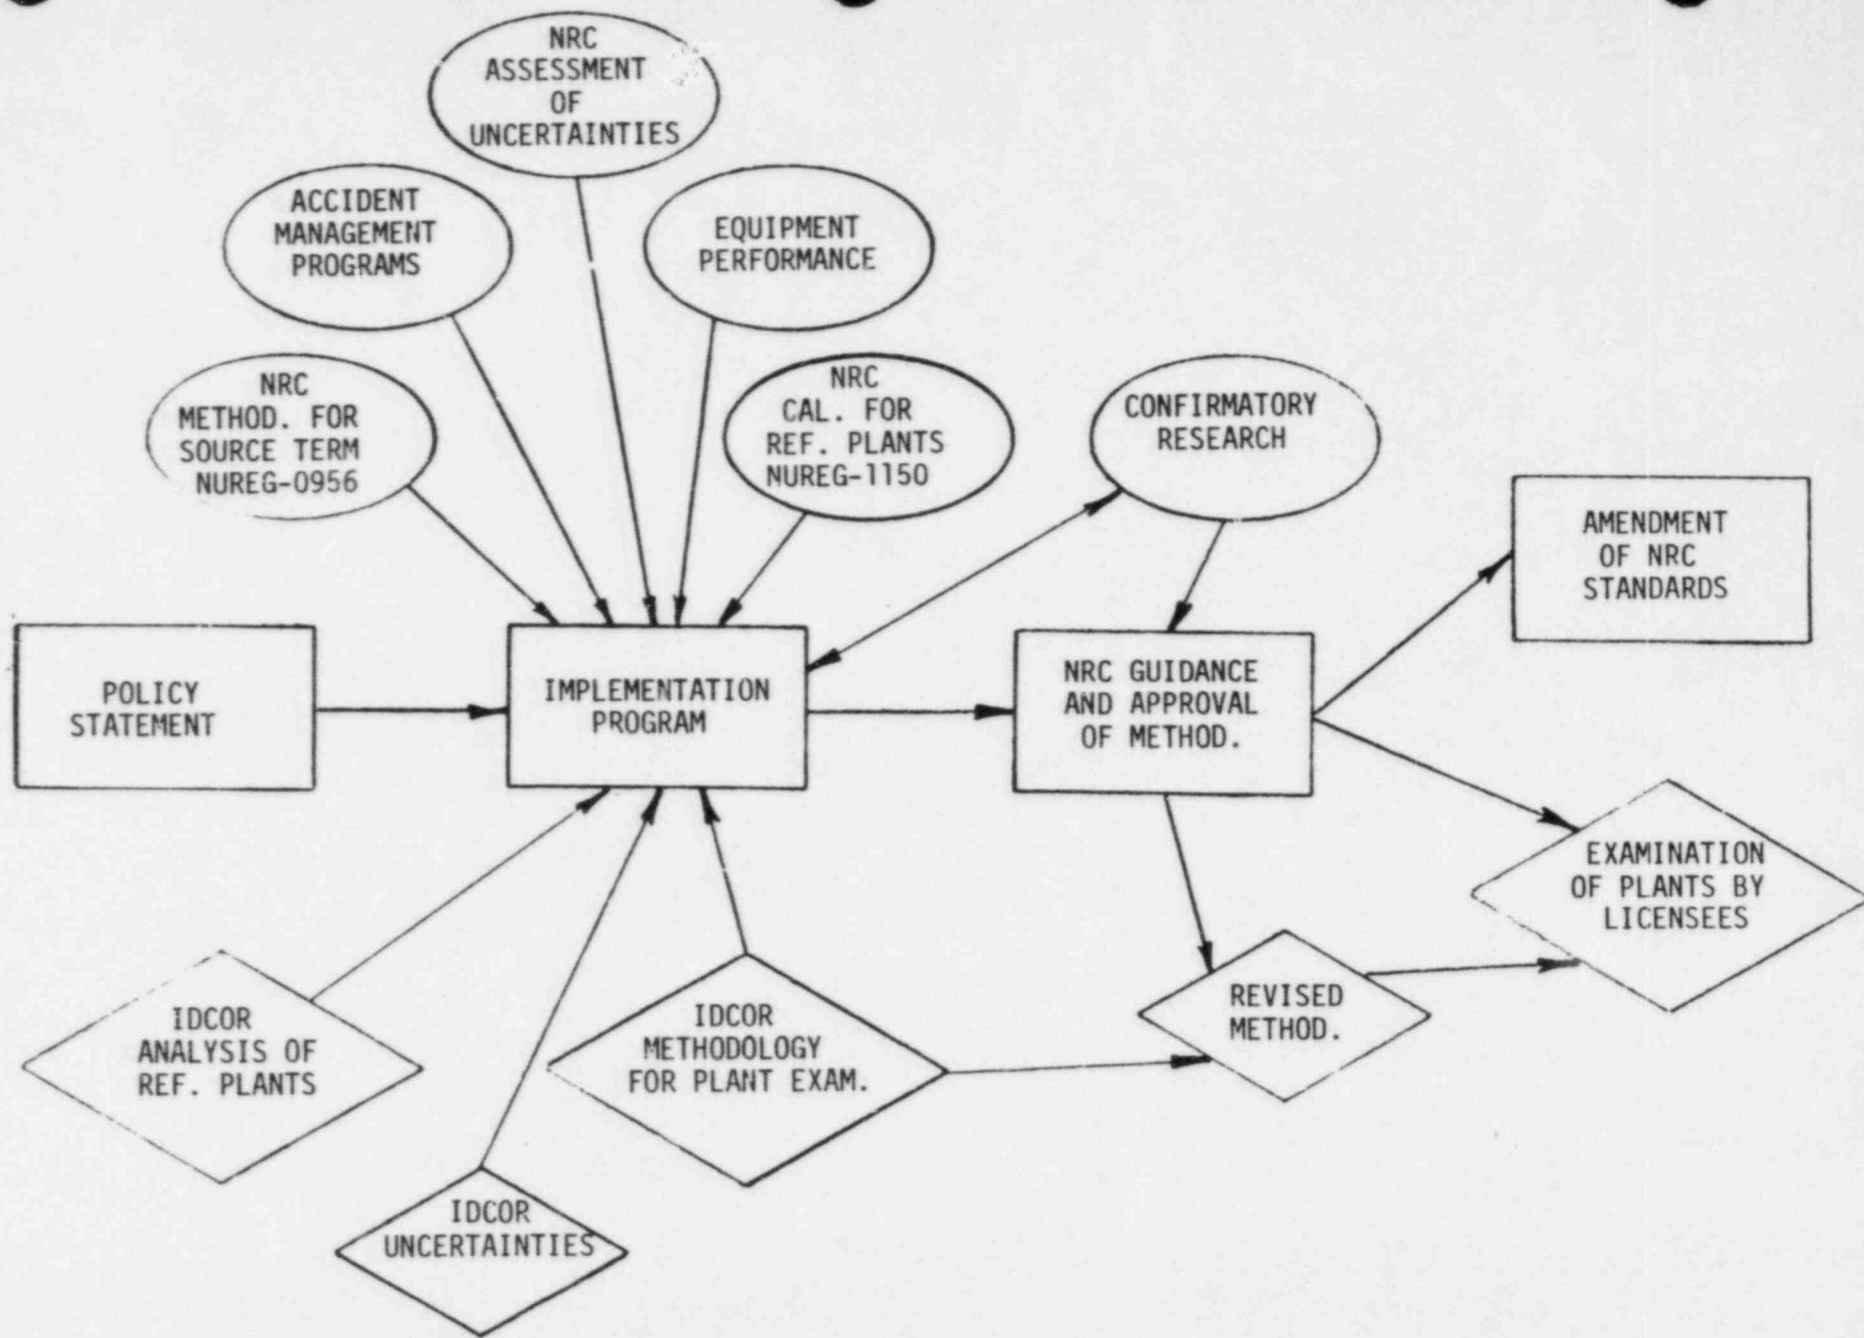 NRC
ASSESSMENT
OF
UNCERTAINTIES
ACCIDENT
MANAGEMENT
PROGRAMS
EQUIPMENT
PERFORMANCE
NRC
METHOD. FOR
SOURCE TERM
NUREG-0956
NRC
CAL. FOR
REF. PLANTS
NUREG-1150
CONFIRMATORY
RESEARCH
AMENDMENT
OF NRC
STANDARDS
POLICY
STATEMENT
IMPLEMENTATION
PROGRAM
NRC GUIDANCE
AND APPROVAL
OF METHOD.
EXAMINATION
OF PLANTS BY
LICENSEES
IDCOR
ANALYSIS OF
REF. PLANTS
IDCOR
METHODOLOGY
FOR PLANT EXAM.
REVISED
METHOD.
IDCOR
UNCERTAINTIES